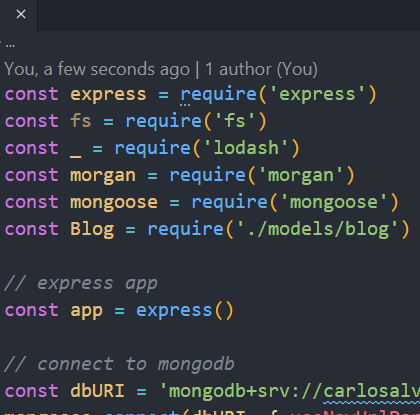 …
You, a few seconds ago | 1 author (You)
const express = require('express')
const fs = require('fs')
const _ = require('lodash')
const morgan = require('morgan')
const mongoose = require('mongoose')
const Blog = require('./models/blog')
// express app
const app = express()
// connect to mongodb
const dbURI = 'mongodb+srv://carlosalv